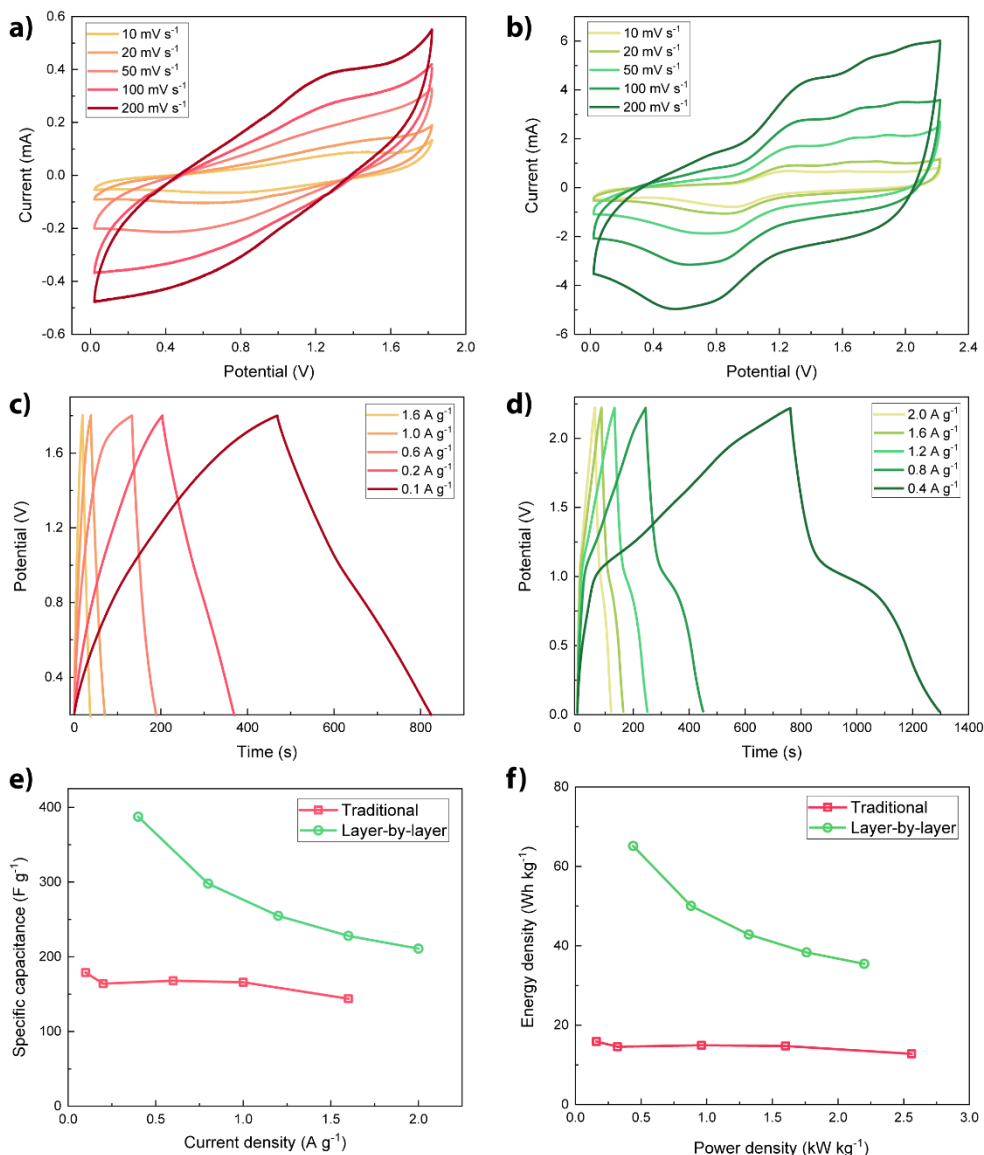 a)
10 mV s⁻¹
20 mV s⁻¹
50 mV s⁻¹
100 mV s⁻¹
200 mV s⁻¹
0.6
0.4
0.2
0.0
-0.2
-0.4
-0.6
Current (mA)
0.0 0.4 0.8 1.2 1.6 2.0
Potential (V)
b)
10 mV s⁻¹
20 mV s⁻¹
50 mV s⁻¹
100 mV s⁻¹
200 mV s⁻¹
6
4
2
0
-2
-4
-6
Current (mA)
0.0 0.4 0.8 1.2 1.6 2.0 2.4
Potential (V)
c)
1.6 A g⁻¹
1.0 A g⁻¹
0.6 A g⁻¹
0.2 A g⁻¹
0.1 A g⁻¹
1.6
1.2
0.8
0.4
Potential (V)
0 200 400 600 800
Time (s)
d)
2.0 A g⁻¹
1.6 A g⁻¹
1.2 A g⁻¹
0.8 A g⁻¹
0.4 A g⁻¹
2.0
1.5
1.0
0.5
0.0
Potential (V)
0 200 400 600 800 1000 1200 1400
Time (s)
e)
Traditional
Layer-by-layer
400
300
200
100
0
Specific capacitance (F g⁻¹)
0.0 0.5 1.0 1.5 2.0
Current density (A g⁻¹)
f)
Traditional
Layer-by-layer
80
60
40
20
0
Energy density (Wh kg⁻¹)
0.0 0.5 1.0 1.5 2.0 2.5 3.0
Power density (kW kg⁻¹)